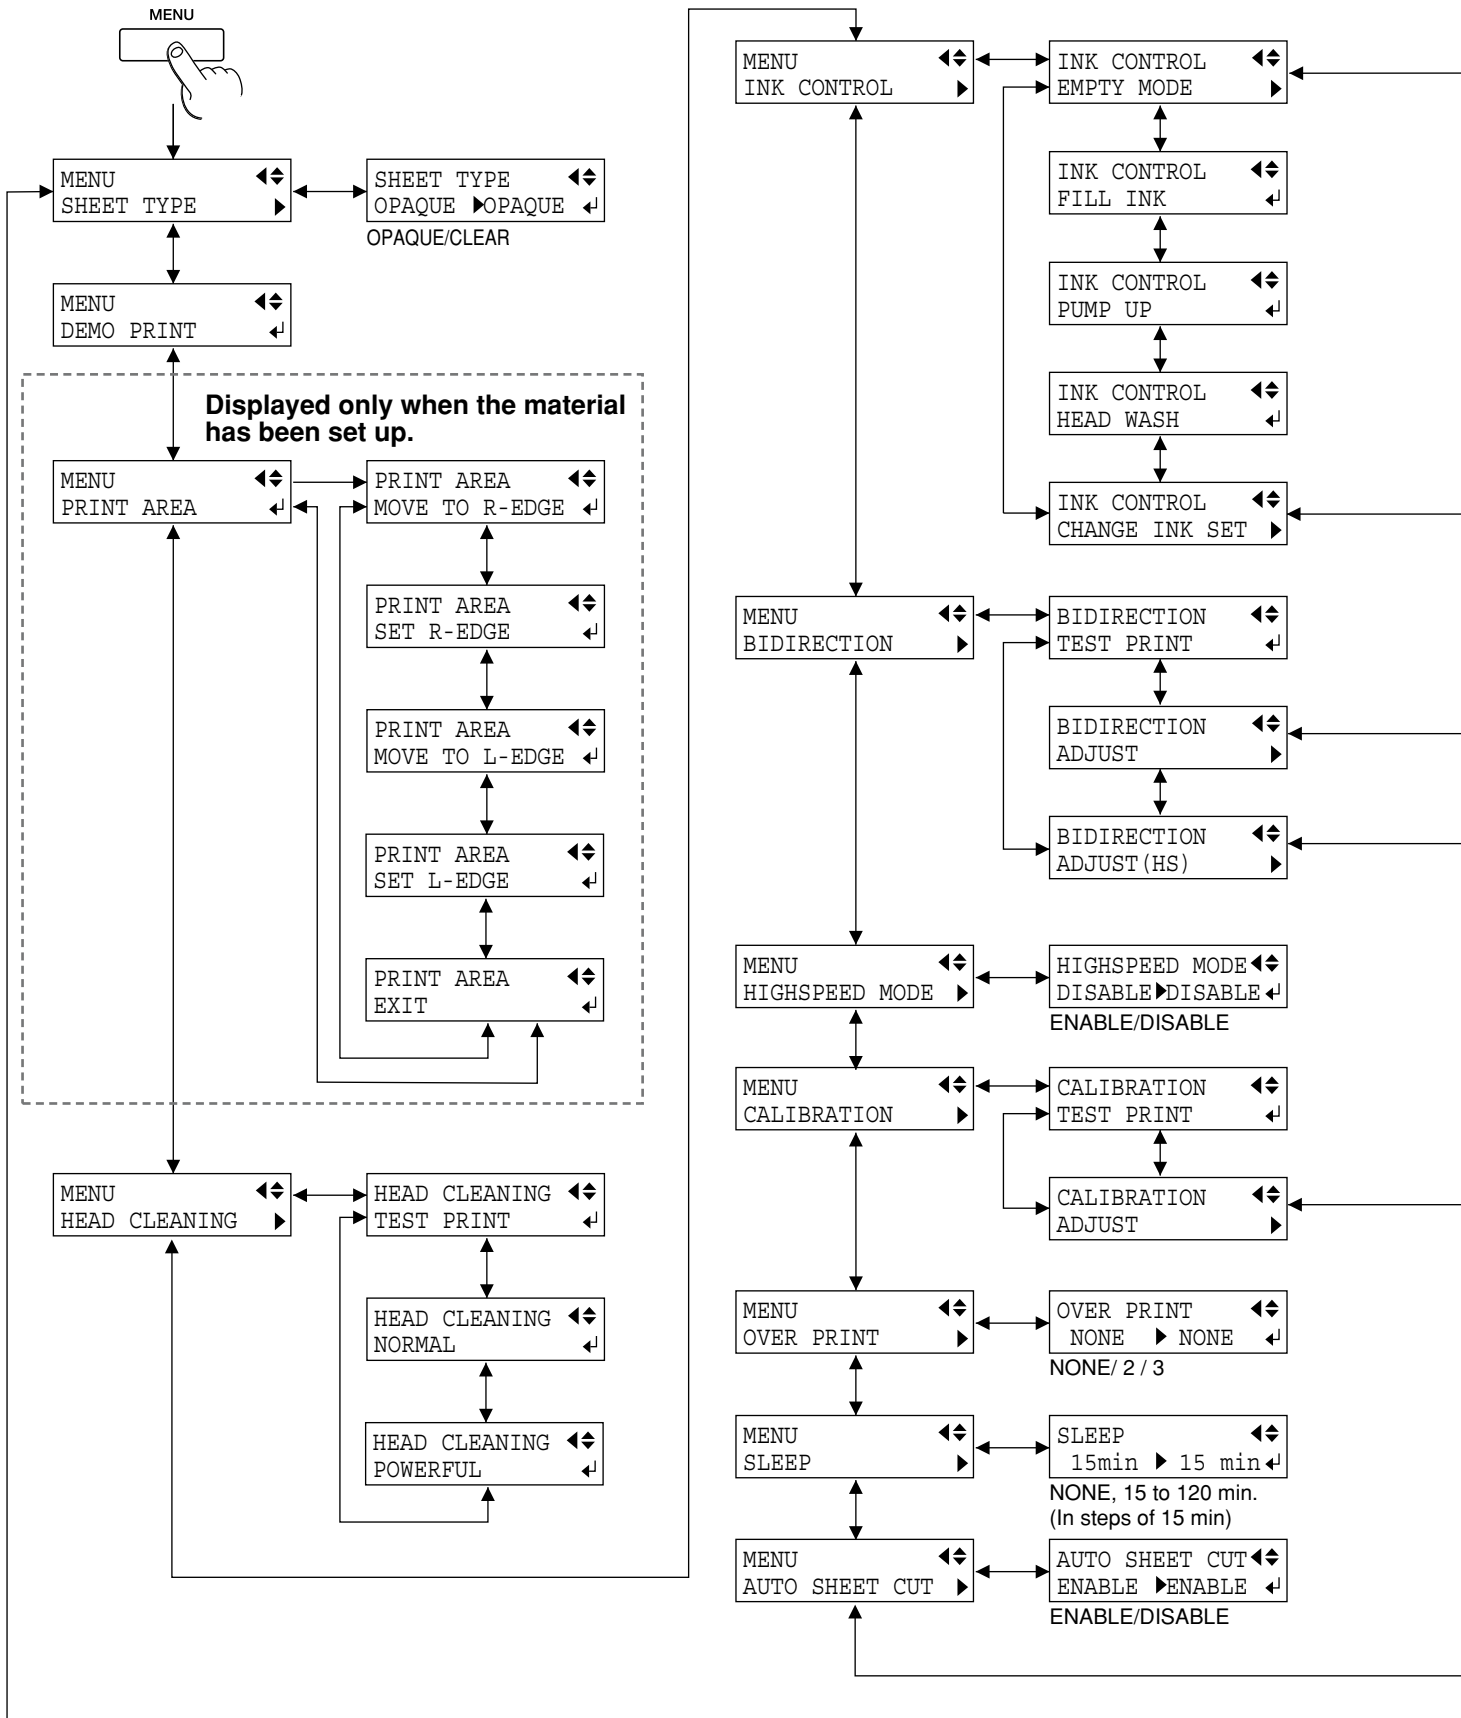 MENU
MENU
SHEET TYPE
SHEET TYPE
OPAQUE ▶OPAQUE
OPAQUE/CLEAR
MENU
DEMO PRINT
Displayed only when the material
has been set up.
MENU
PRINT AREA
PRINT AREA
MOVE TO R-EDGE
PRINT AREA
SET R-EDGE
PRINT AREA
MOVE TO L-EDGE
PRINT AREA
SET L-EDGE
PRINT AREA
EXIT
MENU
HEAD CLEANING
HEAD CLEANING
TEST PRINT
HEAD CLEANING
NORMAL
HEAD CLEANING
POWERFUL
MENU
INK CONTROL
INK CONTROL
EMPTY MODE
INK CONTROL
FILL INK
INK CONTROL
PUMP UP
INK CONTROL
HEAD WASH
INK CONTROL
CHANGE INK SET
MENU
BIDIRECTION
BIDIRECTION
TEST PRINT
BIDIRECTION
ADJUST
BIDIRECTION
ADJUST(HS)
MENU
HIGHSPEED MODE
HIGHSPEED MODE
DISABLE▶DISABLE
ENABLE/DISABLE
MENU
CALIBRATION
CALIBRATION
TEST PRINT
CALIBRATION
ADJUST
MENU
OVER PRINT
OVER PRINT
NONE ▶ NONE
NONE/ 2 / 3
MENU
SLEEP
SLEEP
15min ▶ 15 min
NONE, 15 to 120 min.
(In steps of 15 min)
MENU
AUTO SHEET CUT
AUTO SHEET CUT
ENABLE ▶ENABLE
ENABLE/DISABLE